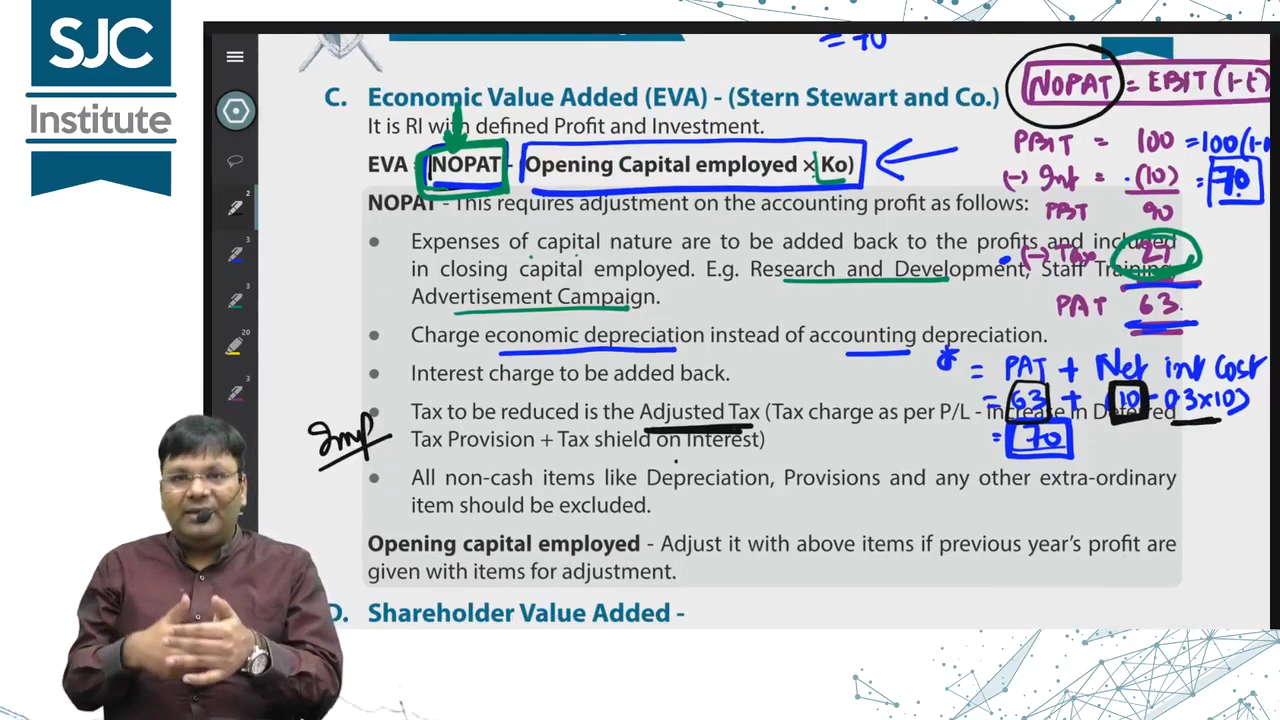 SJC
Institute
= 70
C. Economic Value Added (EVA) - (Stern Stewart and Co.)
It is RI with defined Profit and Investment.
EVA = (NOPAT - (Opening Capital employed × Ko)
NOPAT - This requires adjustment on the accounting profit as follows:
• Expenses of capital nature are to be added back to the profits and included
in closing capital employed. E.g. Research and Development, Staff Training,
Advertisement Campaign.
• Charge economic depreciation instead of accounting depreciation.
• Interest charge to be added back.
• Tax to be reduced is the Adjusted Tax (Tax charge as per P/L - Increase in Deferred
Tax Provision + Tax shield on Interest)
• All non-cash items like Depreciation, Provisions and any other extra-ordinary
item should be excluded.
Opening capital employed - Adjust it with above items if previous year's profit are
given with items for adjustment.
D. Shareholder Value Added -
Imp
NOPAT = EBIT (1-t)
PBIT = 100 = 100(1-
(-) Int = (10) = 70
PBT 90
(-) Tax 27
PAT 63
* = PAT + Net int Cost
= 63 + (10 - 0.3×10)
= 70
2
3
3
20
3